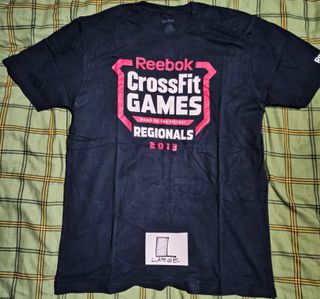 Reebok
CrossFit
GAMES
REGIONALS
2013
L
LARGE